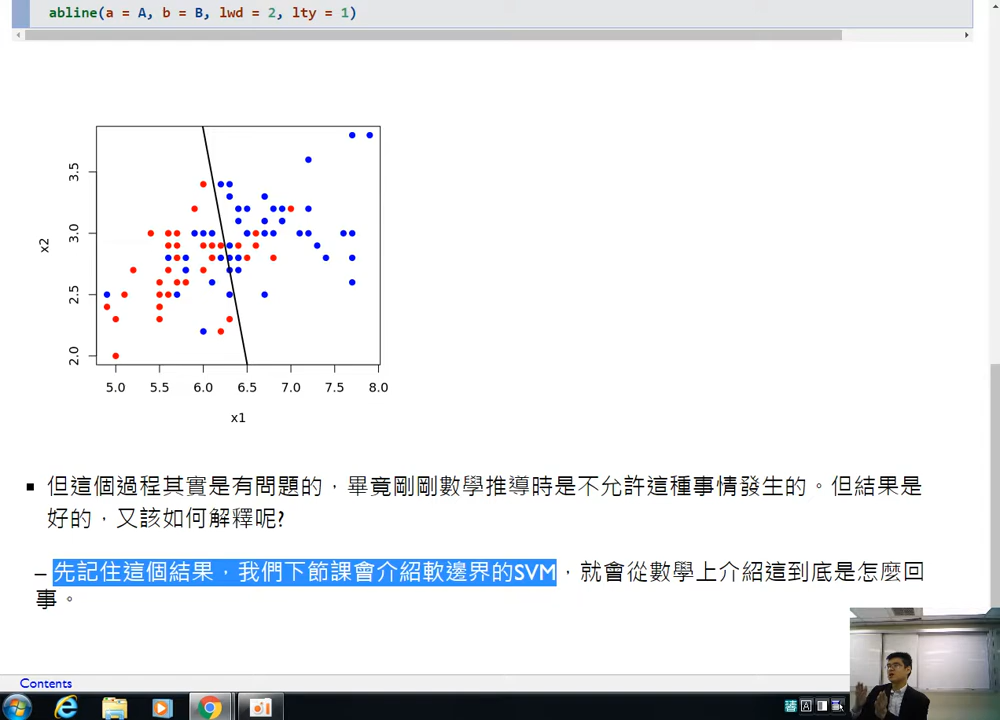 abline(a = A, b = B, lwd = 2, lty = 1)
3.5
3.0
2.5
2.0
x2
5.0 5.5 6.0 6.5 7.0 7.5 8.0
x1
但這個過程其實是有問題的，畢竟剛剛數學推導時是不允許這種事情發生的。但結果是
好的，又該如何解釋呢?
– 先記住這個結果，我們下節課會介紹軟邊界的SVM，就會從數學上介紹這到底是怎麼回
事。
Contents